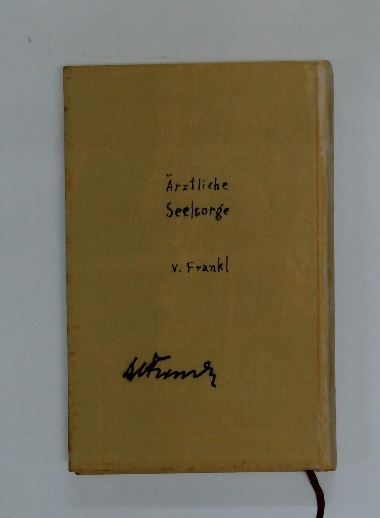 Ärztliche
Seelsorge
V. Frankl